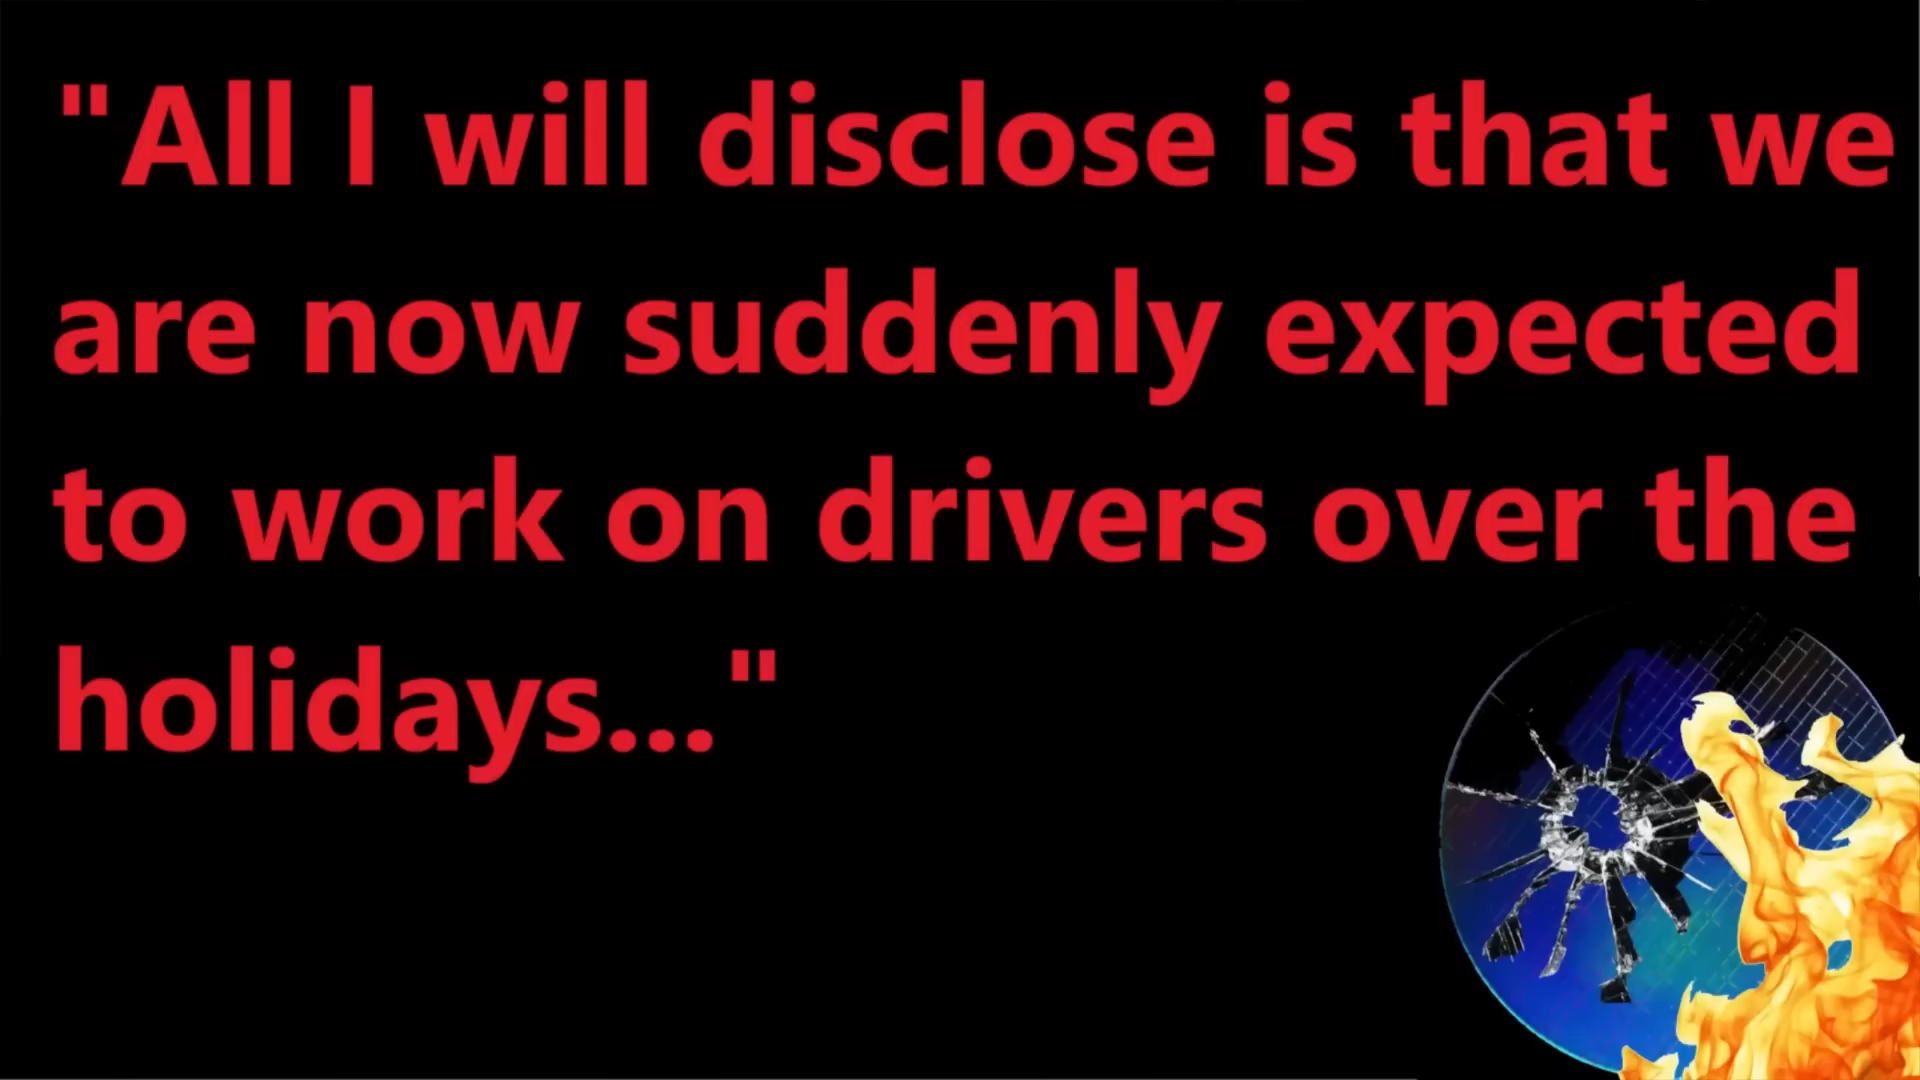 "All I will disclose is that we
are now suddenly expected
to work on drivers over the
holidays..."